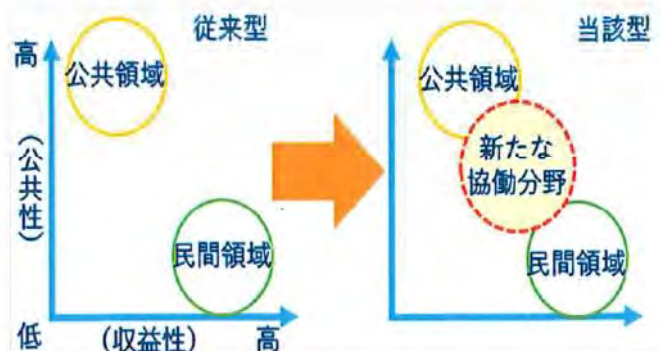 従来型
高
公共領域
(公共性)
民間領域
低
(収益性)
高
当該型
公共領域
新たな
協働分野
民間領域